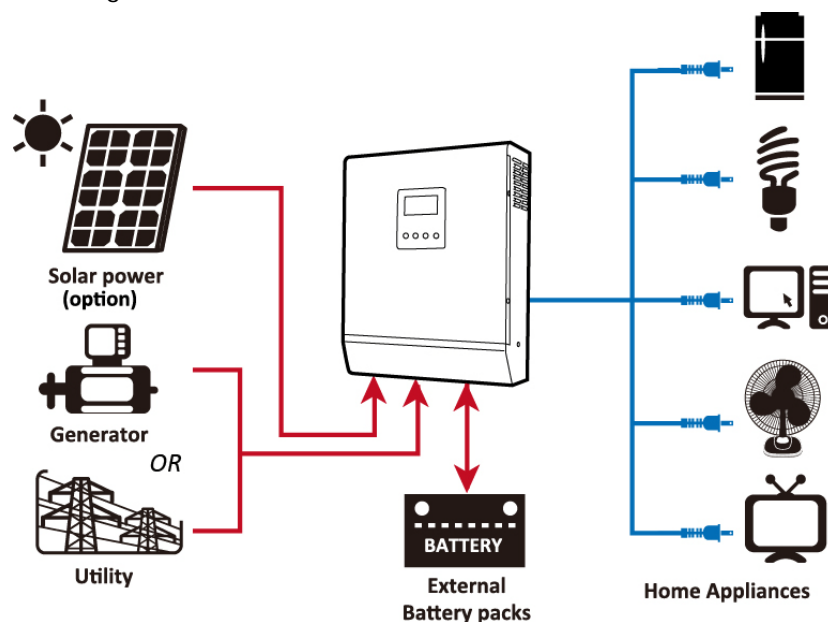 Solar power
(option)
Generator
OR
Utility
BATTERY
External
Battery packs
Home Appliances